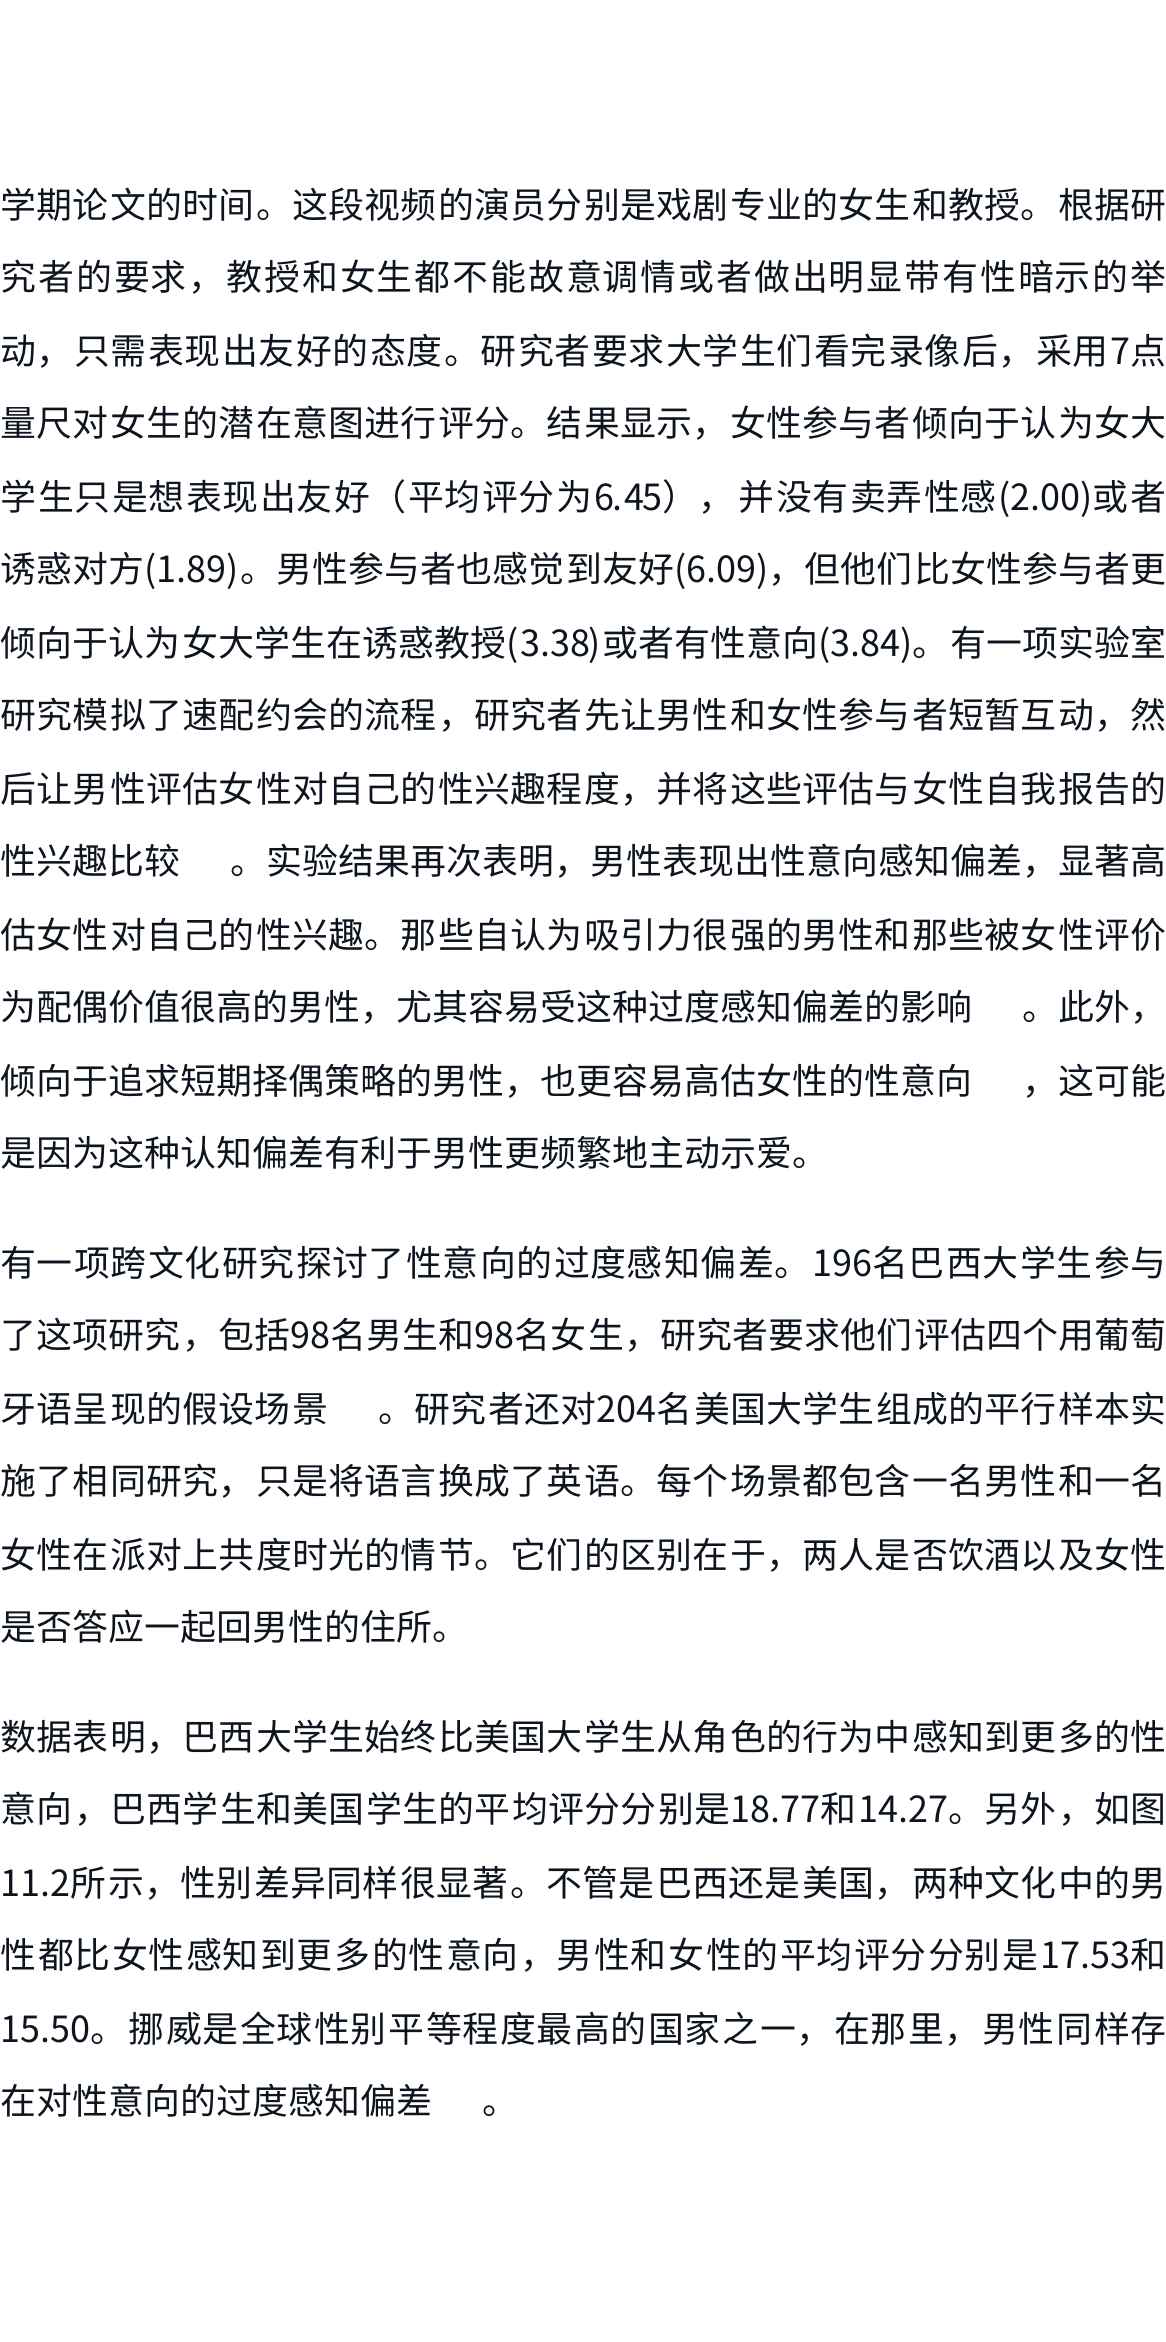 学期论文的时间。这段视频的演员分别是戏剧专业的女生和教授。根据研
究者的要求，教授和女生都不能故意调情或者做出明显带有性暗示的举
动，只需表现出友好的态度。研究者要求大学生们看完录像后，采用7点
量尺对女生的潜在意图进行评分。结果显示，女性参与者倾向于认为女大
学生只是想表现出友好（平均评分为6.45），并没有卖弄性感(2.00)或者
诱惑对方(1.89)。男性参与者也感觉到友好(6.09)，但他们比女性参与者更
倾向于认为女大学生在诱惑教授(3.38)或者有性意向(3.84)。有一项实验室
研究模拟了速配约会的流程，研究者先让男性和女性参与者短暂互动，然
后让男性评估女性对自己的性兴趣程度，并将这些评估与女性自我报告的
性兴趣比较 。实验结果再次表明，男性表现出性意向感知偏差，显著高
估女性对自己的性兴趣。那些自认为吸引力很强的男性和那些被女性评价
为配偶价值很高的男性，尤其容易受这种过度感知偏差的影响 。此外，
倾向于追求短期择偶策略的男性，也更容易高估女性的性意向 ，这可能
是因为这种认知偏差有利于男性更频繁地主动示爱。
有一项跨文化研究探讨了性意向的过度感知偏差。196名巴西大学生参与
了这项研究，包括98名男生和98名女生，研究者要求他们评估四个用葡萄
牙语呈现的假设场景 。研究者还对204名美国大学生组成的平行样本实
施了相同研究，只是将语言换成了英语。每个场景都包含一名男性和一名
女性在派对上共度时光的情节。它们的区别在于，两人是否饮酒以及女性
是否答应一起回男性的住所。
数据表明，巴西大学生始终比美国大学生从角色的行为中感知到更多的性
意向，巴西学生和美国学生的平均评分分别是18.77和14.27。另外，如图
11.2所示，性别差异同样很显著。不管是巴西还是美国，两种文化中的男
性都比女性感知到更多的性意向，男性和女性的平均评分分别是17.53和
15.50。挪威是全球性别平等程度最高的国家之一，在那里，男性同样存
在对性意向的过度感知偏差 。